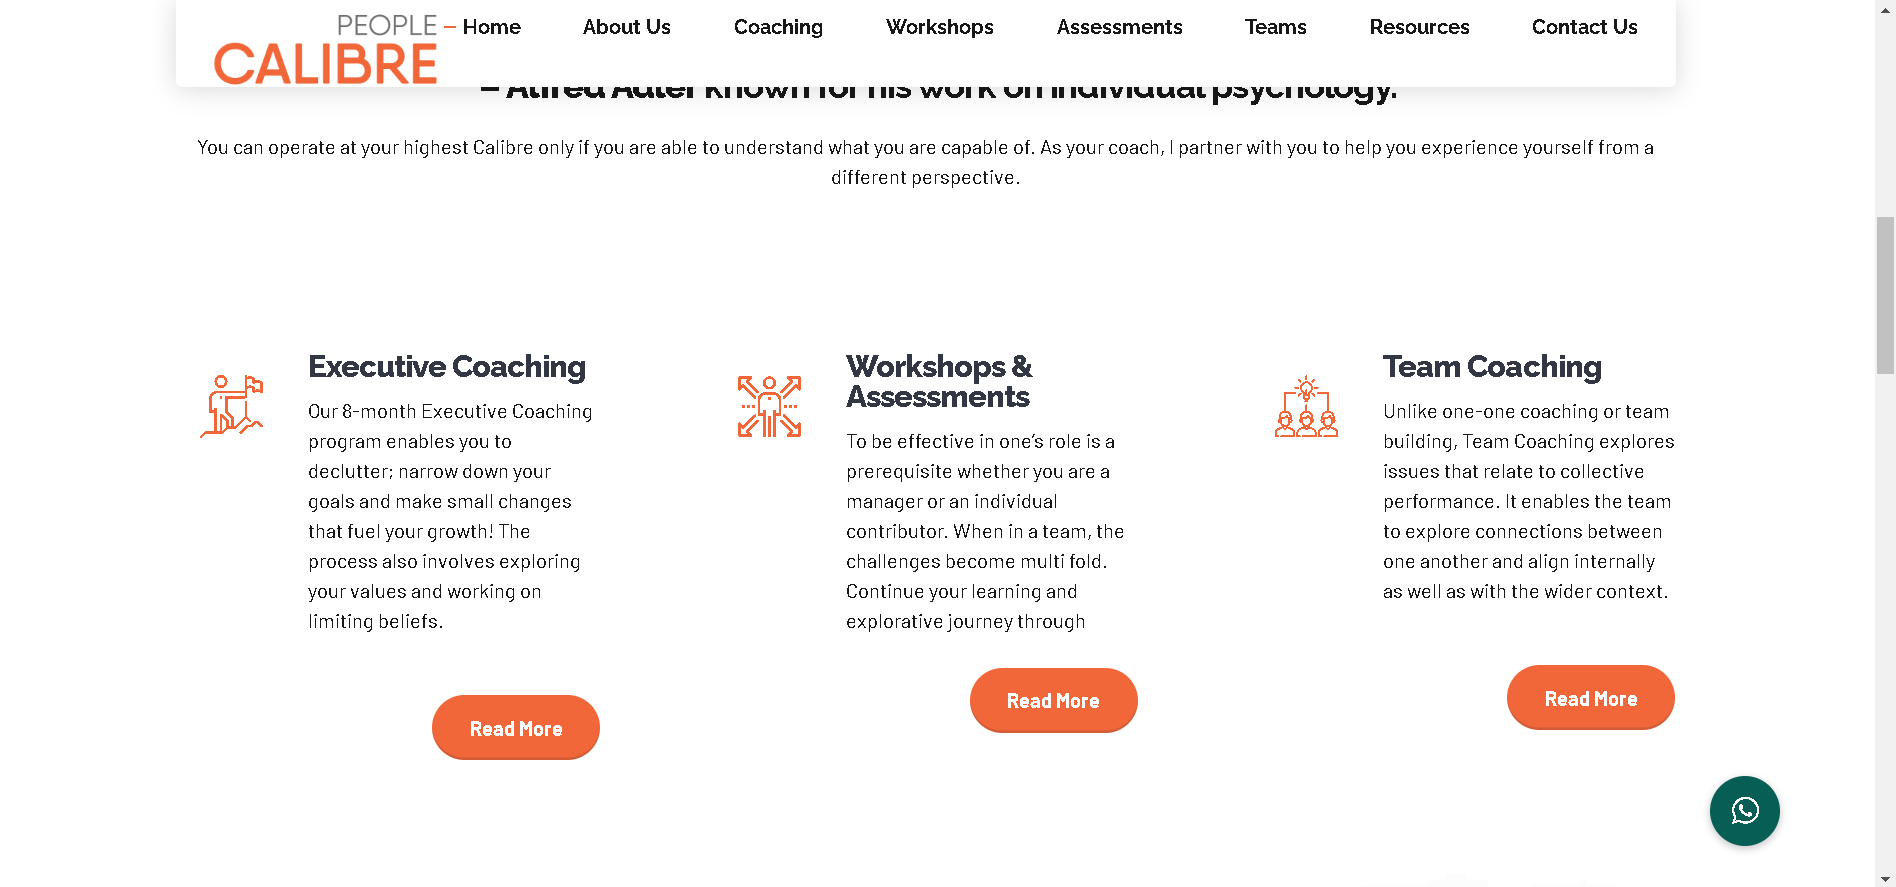 PEOPLE
CALIBRE
Home About Us Coaching Workshops Assessments Teams Resources Contact Us
– Alfred Adler known for his work on individual psychology.
You can operate at your highest Calibre only if you are able to understand what you are capable of. As your coach, I partner with you to help you experience yourself from a
different perspective.
Executive Coaching
Our 8-month Executive Coaching
program enables you to
declutter; narrow down your
goals and make small changes
that fuel your growth! The
process also involves exploring
your values and working on
limiting beliefs.
Read More
Workshops &
Assessments
To be effective in one’s role is a
prerequisite whether you are a
manager or an individual
contributor. When in a team, the
challenges become multi fold.
Continue your learning and
explorative journey through
Read More
Team Coaching
Unlike one-one coaching or team
building, Team Coaching explores
issues that relate to collective
performance. It enables the team
to explore connections between
one another and align internally
as well as with the wider context.
Read More